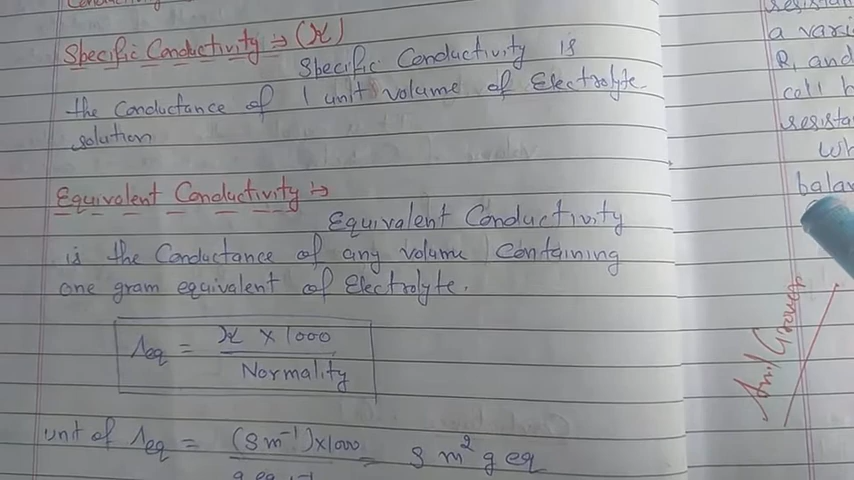 Specific Conductivity :→ (ϰ)
Specific Conductivity is
the Conductance of 1 unit volume of Electrolyte
solution
Equivalent Conductivity :→
Equivalent Conductivity
is the Conductance of any volume Containing
one gram equivalent of Electrolyte.
Λeq = ϰ × 1000
Normality
unit of Λeq = (S m⁻¹)×1000 = S m² g eq
g eq
a vari
R, and
cell
resista
Wh
balan